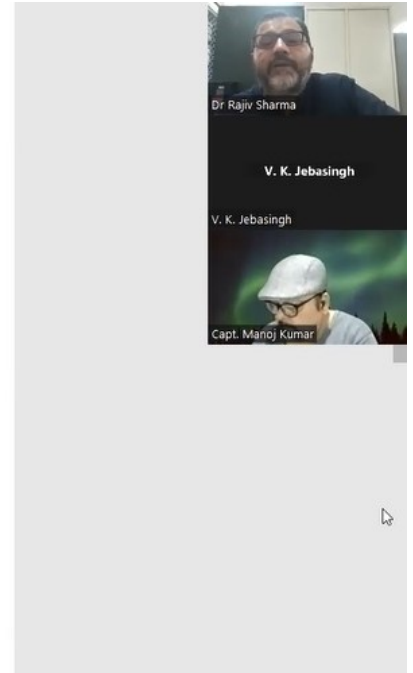 Dr Rajiv Sharma
V. K. Jebasingh
V. K. Jebasingh
Capt. Manoj Kumar